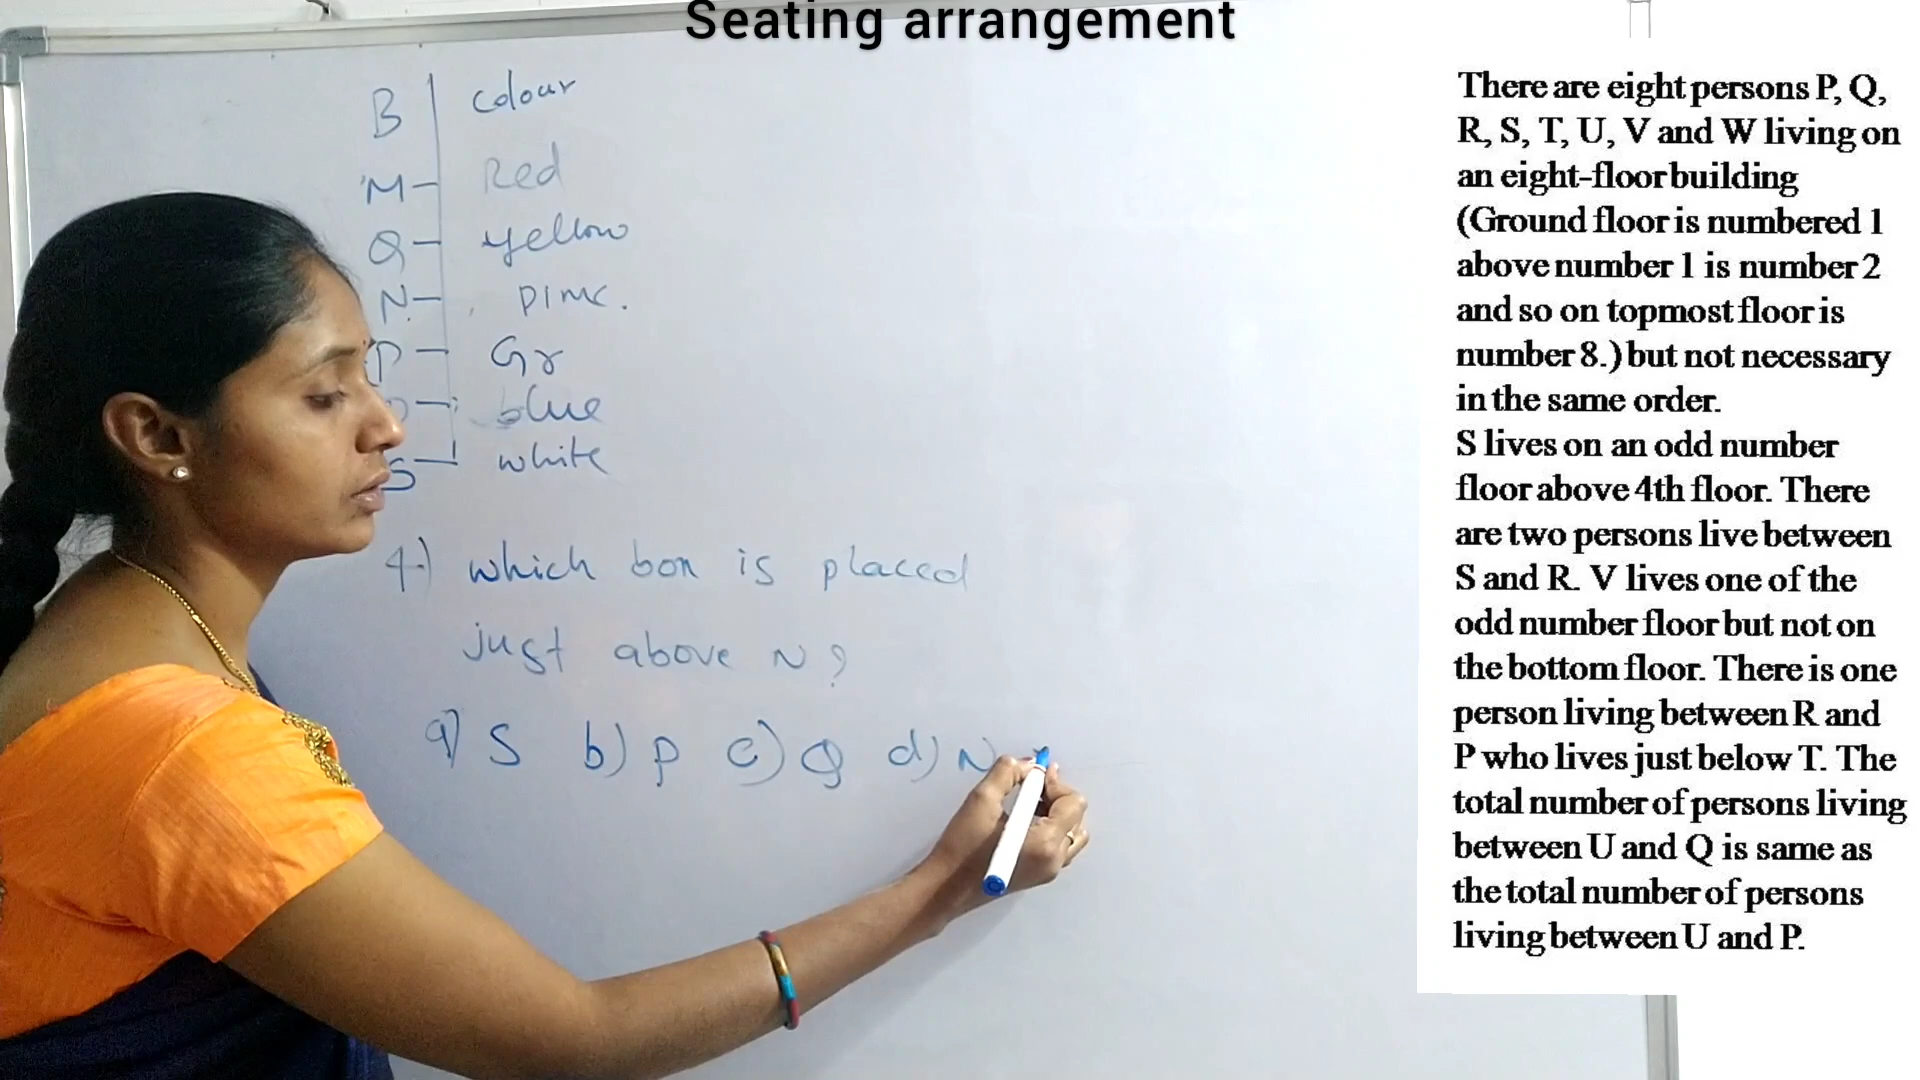 Seating arrangement
B colour
M- Red
Q- yellow
N- pink.
P- Gr
blue
S white
4.) which box is placed
just above N?
a) S b) P c) Q d) N
There are eight persons P, Q,
R, S, T, U, V and W living on
an eight-floor building
(Ground floor is numbered 1
above number 1 is number 2
and so on topmost floor is
number 8.) but not necessary
in the same order.
S lives on an odd number
floor above 4th floor. There
are two persons live between
S and R. V lives one of the
odd number floor but not on
the bottom floor. There is one
person living between R and
P who lives just below T. The
total number of persons living
between U and Q is same as
the total number of persons
living between U and P.